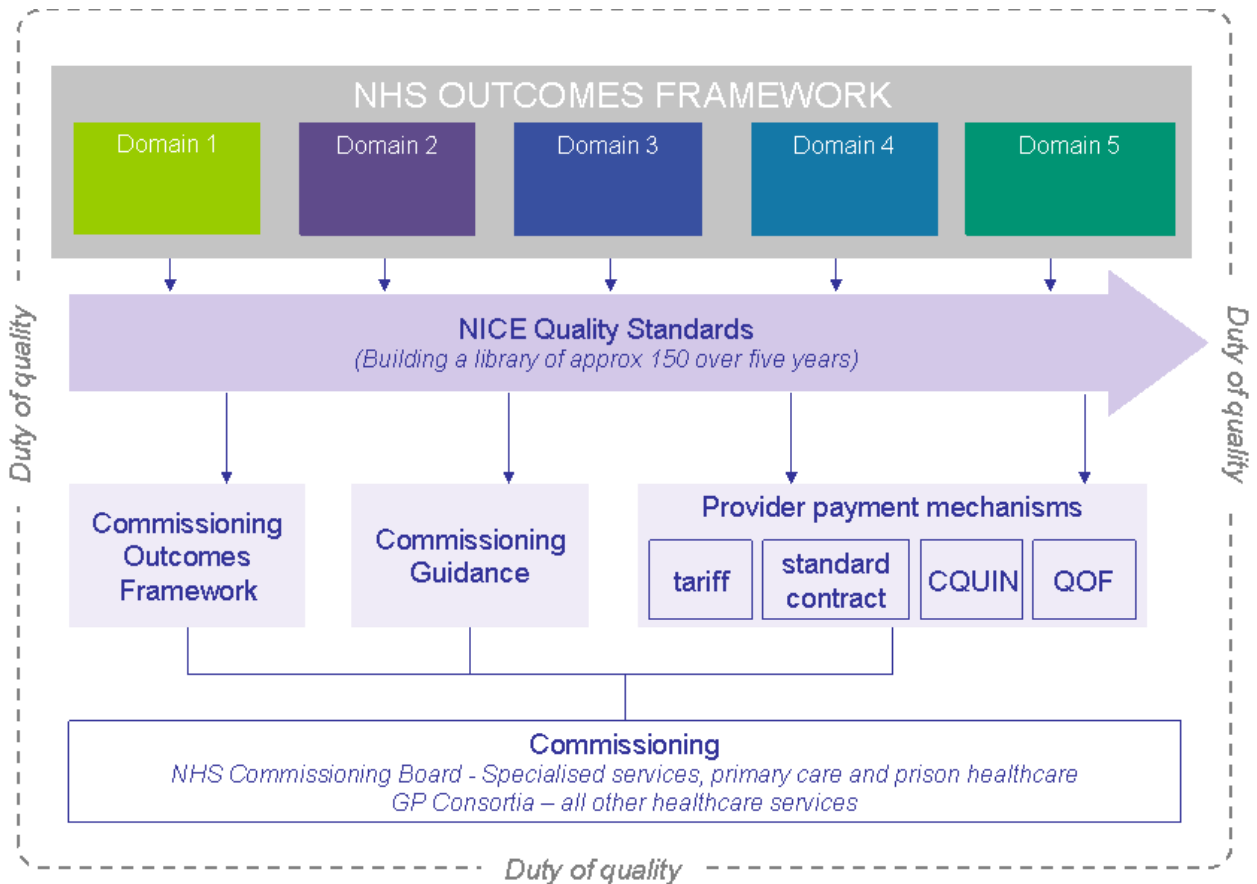 NHS OUTCOMES FRAMEWORK
Domain 1
Domain 2
Domain 3
Domain 4
Domain 5
NICE Quality Standards
(Building a library of approx 150 over five years)
Duty of quality
Duty of quality
Commissioning
Outcomes
Framework
Commissioning
Guidance
Provider payment mechanisms
tariff
standard
contract
CQUIN
QOF
Commissioning
NHS Commissioning Board - Specialised services, primary care and prison healthcare
GP Consortia – all other healthcare services
Duty of quality